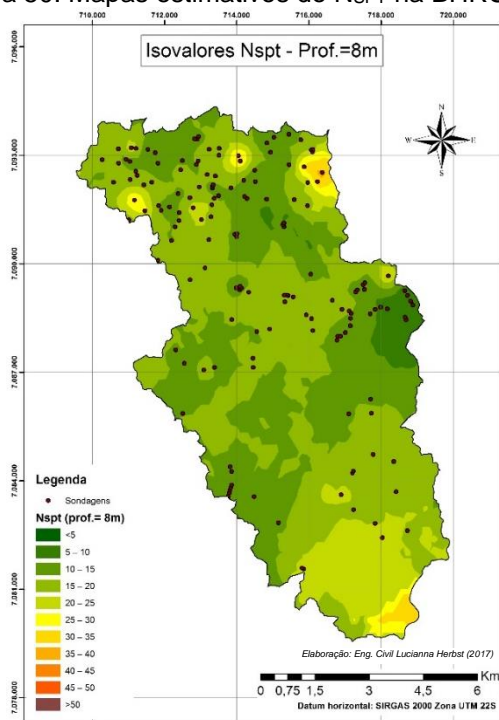 Mapas estimativos de NSPT na
710.000 712.000 714.000 716.000 718.000 720.000
Isovalores Nspt - Prof.=8m
7.096.000
7.093.000
7.090.000
7.087.000
7.084.000
7.081.000
7.078.000
N
W E
S
Legenda
Sondagens
Nspt (prof.= 8m)
<5
5 – 10
10 – 15
15 – 20
20 – 25
25 – 30
30 – 35
35 – 40
40 – 45
45 – 50
>50
Elaboração: Eng. Civil Lucianna Herbst (2017)
Km
0 0,75 1,5 3 4,5 6
Datum horizontal: SIRGAS 2000 Zona UTM 22S